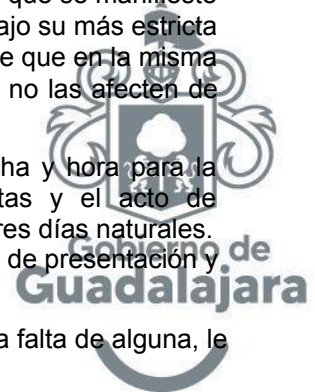 que se manifieste
ajo su más estricta
e que en la misma
no las afecten de
ha y hora para la
tas y el acto de
res días naturales.
de presentación y
a falta de alguna, le
Gobierno de
Guadalajara